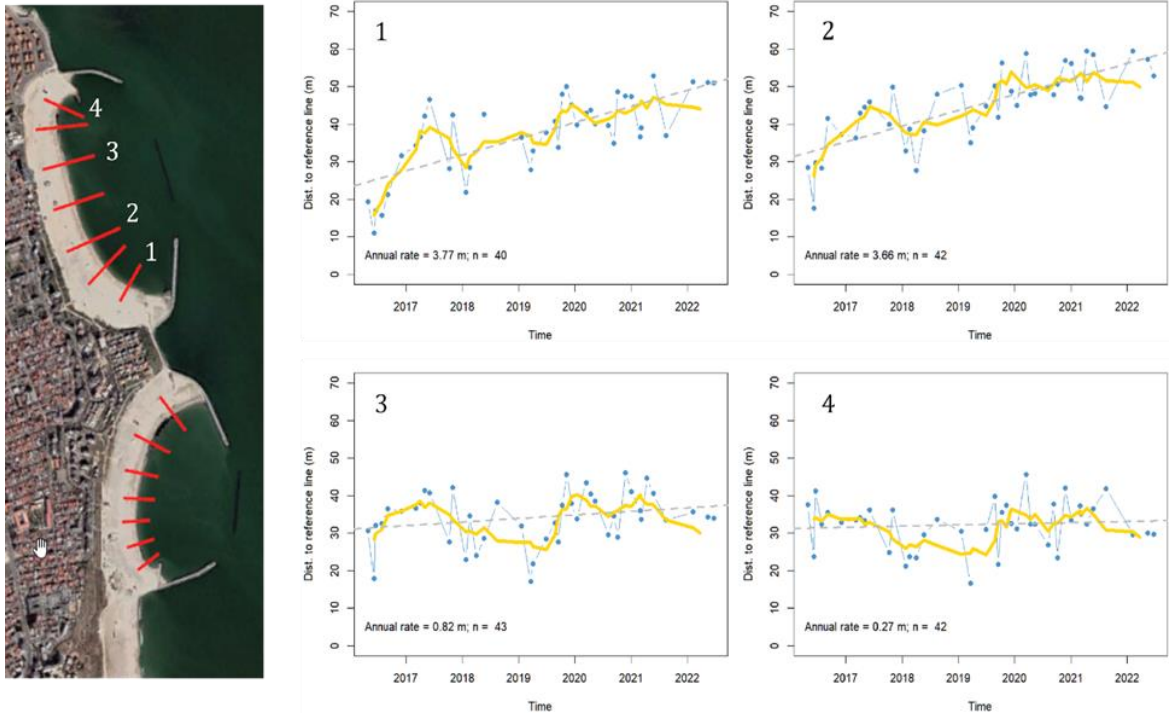 4
3
2
1
1
70
60
50
40
30
20
10
0
Dist. to reference line (m)
Annual rate = 3.77 m; n = 40
2017 2018 2019 2020 2021 2022
Time
2
70
60
50
40
30
20
10
0
Dist. to reference line (m)
Annual rate = 3.66 m; n = 42
2017 2018 2019 2020 2021 2022
Time
3
70
60
50
40
30
20
10
0
Dist. to reference line (m)
Annual rate = 0.82 m; n = 43
2017 2018 2019 2020 2021 2022
Time
4
70
60
50
40
30
20
10
0
Dist. to reference line (m)
Annual rate = 0.27 m; n = 42
2017 2018 2019 2020 2021 2022
Time